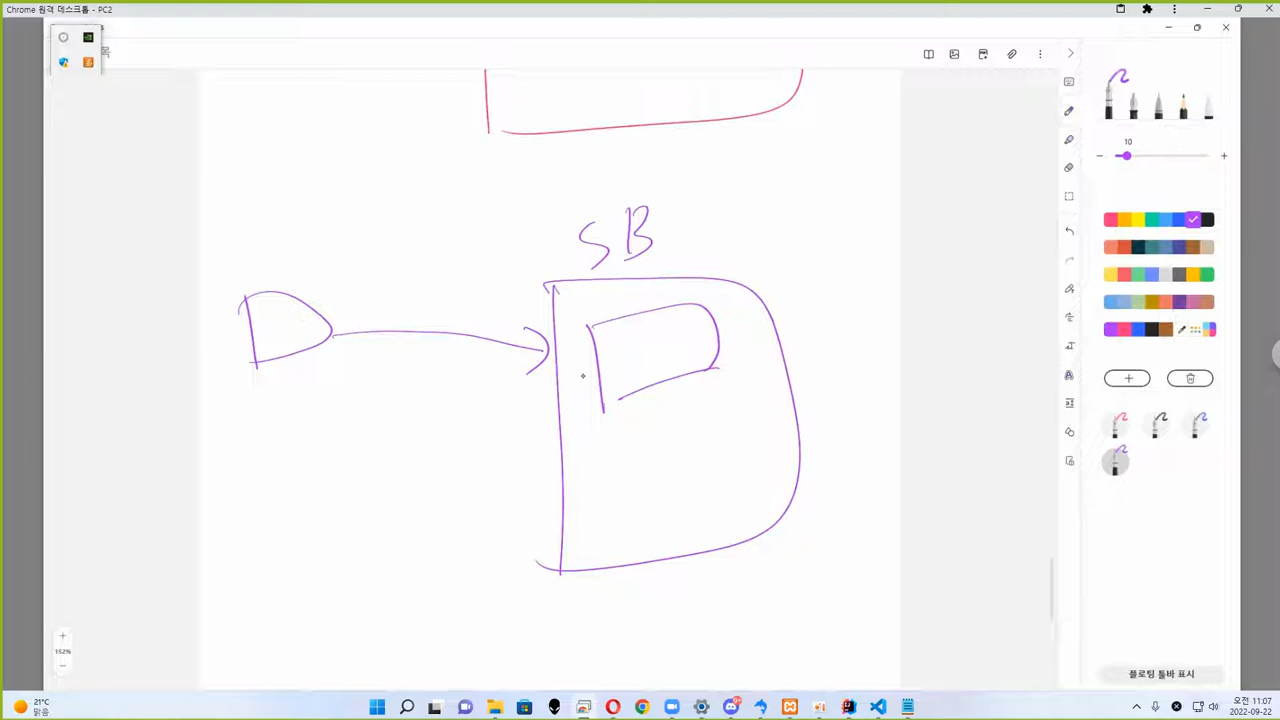 Chrome 원격 데스크톱 - PC2
10
SB
152%
플로팅 툴바 표시
21°C
맑음
오전 11:07
2022-09-22